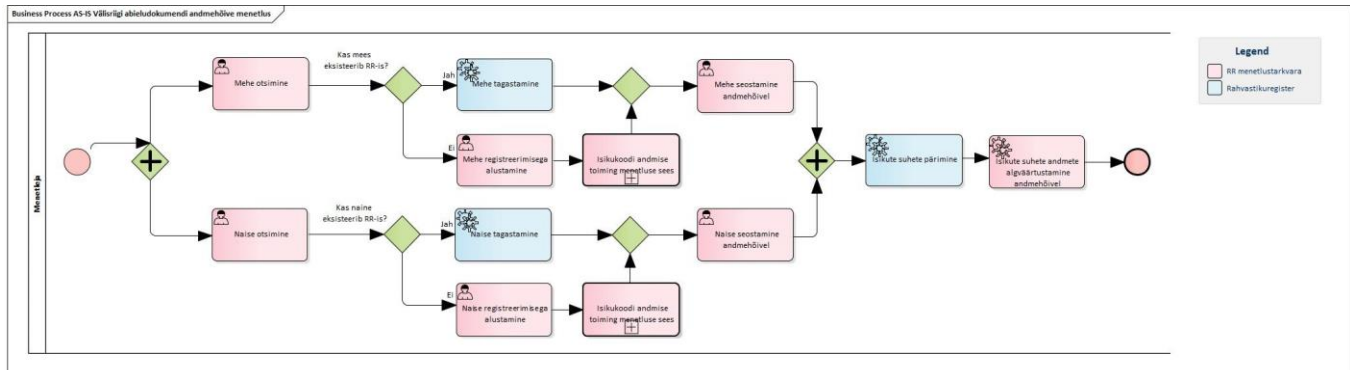 Business Process AS-IS Välisriigi abieludokumendi andmehõive menetlus
Menetleja
Mehe otsimine
Kas mees
eksisteerib RR-is?
Jah
Mehe tagastamine
Ei
Mehe registreerimisega
alustamine
Isikukoodi andmise
toiming menetluse sees
Mehe seostamine
andmehõivel
Naise otsimine
Kas naine
eksisteerib RR-is?
Jah
Naise tagastamine
Ei
Naise registreerimisega
alustamine
Isikukoodi andmise
toiming menetluse sees
Naise seostamine
andmehõivel
Isikute suhete pärimine
Isikute suhete andmete
algväärtustamine
andmehõivel
Legend
RR menetlustarkvara
Rahvastikuregister